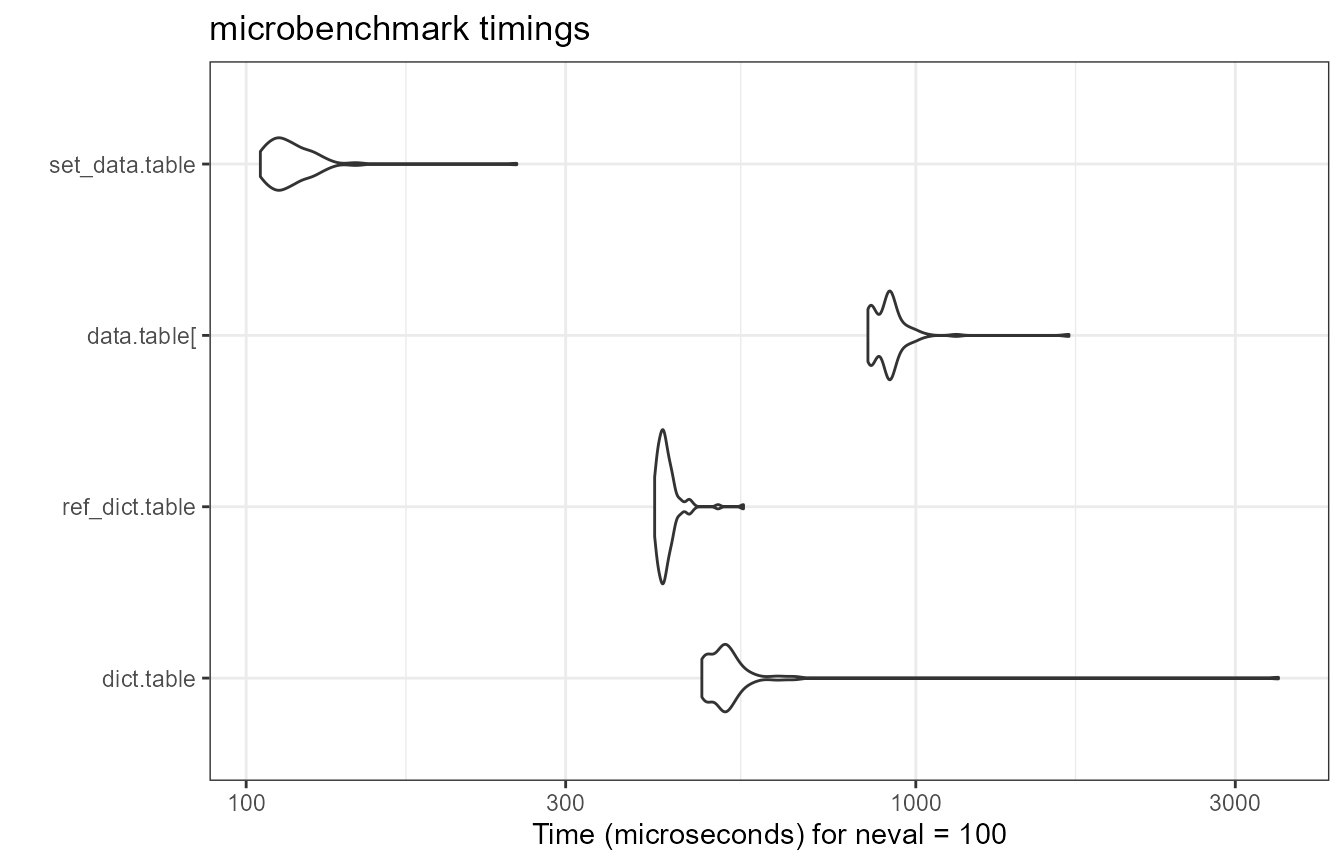 microbenchmark timings
set_data.table
data.table[
ref_dict.table
dict.table
100 300 1000 3000
Time (microseconds) for neval = 100